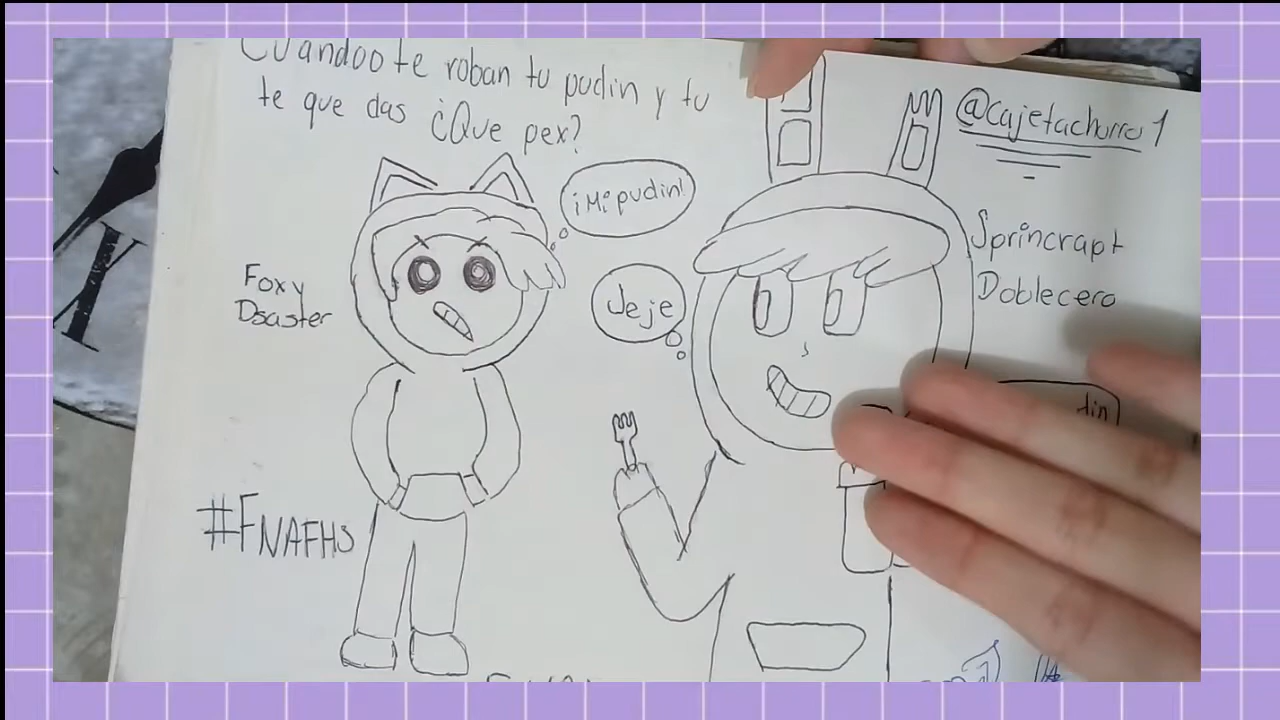 Cuandoo te roban tu pudin y tu
te que das ¿Que pex?
@cajetachurro1
¡Mi pudin!
Sprincrapt
Doblecero
Foxy
Dsaster
Jeje
#FNAFHS